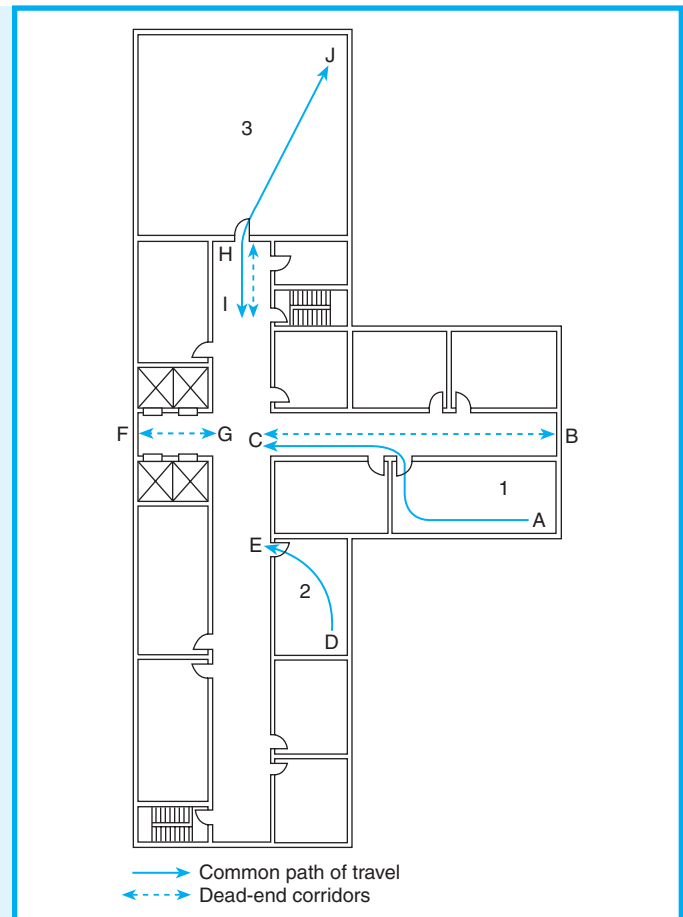 J
3
H
I
F
G
C
B
1
A
E
2
D
Common path of travel
Dead-end corridors